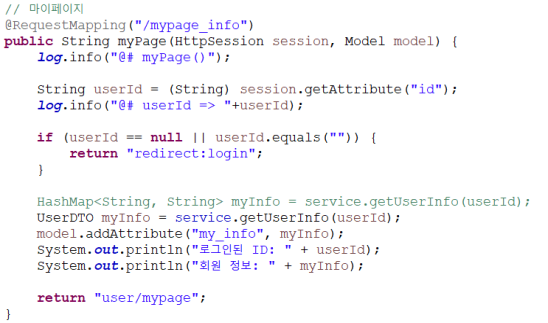 // 마이페이지
@RequestMapping("/mypage_info")
public String myPage(HttpSession session, Model model) {
    log.info("@# myPage()");

    String userId = (String) session.getAttribute("id");
    log.info("@# userId => "+userId);

    if (userId == null || userId.equals("")) {
        return "redirect:login";
    }

    HashMap<String, String> myInfo = service.getUserInfo(userId);
    UserDTO myInfo = service.getUserInfo(userId);
    model.addAttribute("my_info", myInfo);
    System.out.println("로그인된 ID: " + userId);
    System.out.println("회원 정보: " + myInfo);

    return "user/mypage";
}